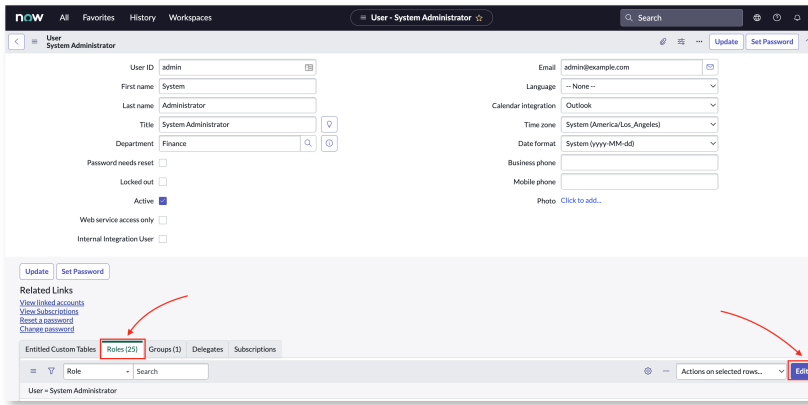 now All Favorites History Workspaces User - System Administrator Search
User
System Administrator
Update Set Password
User ID admin
First name System
Last name Administrator
Title System Administrator
Department Finance
Password needs reset
Locked out
Active
Web service access only
Internal Integration User
Email admin@example.com
Language -- None --
Calendar integration Outlook
Time zone System (America/Los_Angeles)
Date format System (yyyy-MM-dd)
Business phone
Mobile phone
Photo Click to add...
Update Set Password
Related Links
View linked accounts
View Subscriptions
Reset a password
Change password
Entitled Custom Tables Roles (25) Groups (1) Delegates Subscriptions
Role Search Actions on selected rows... Edit
User = System Administrator